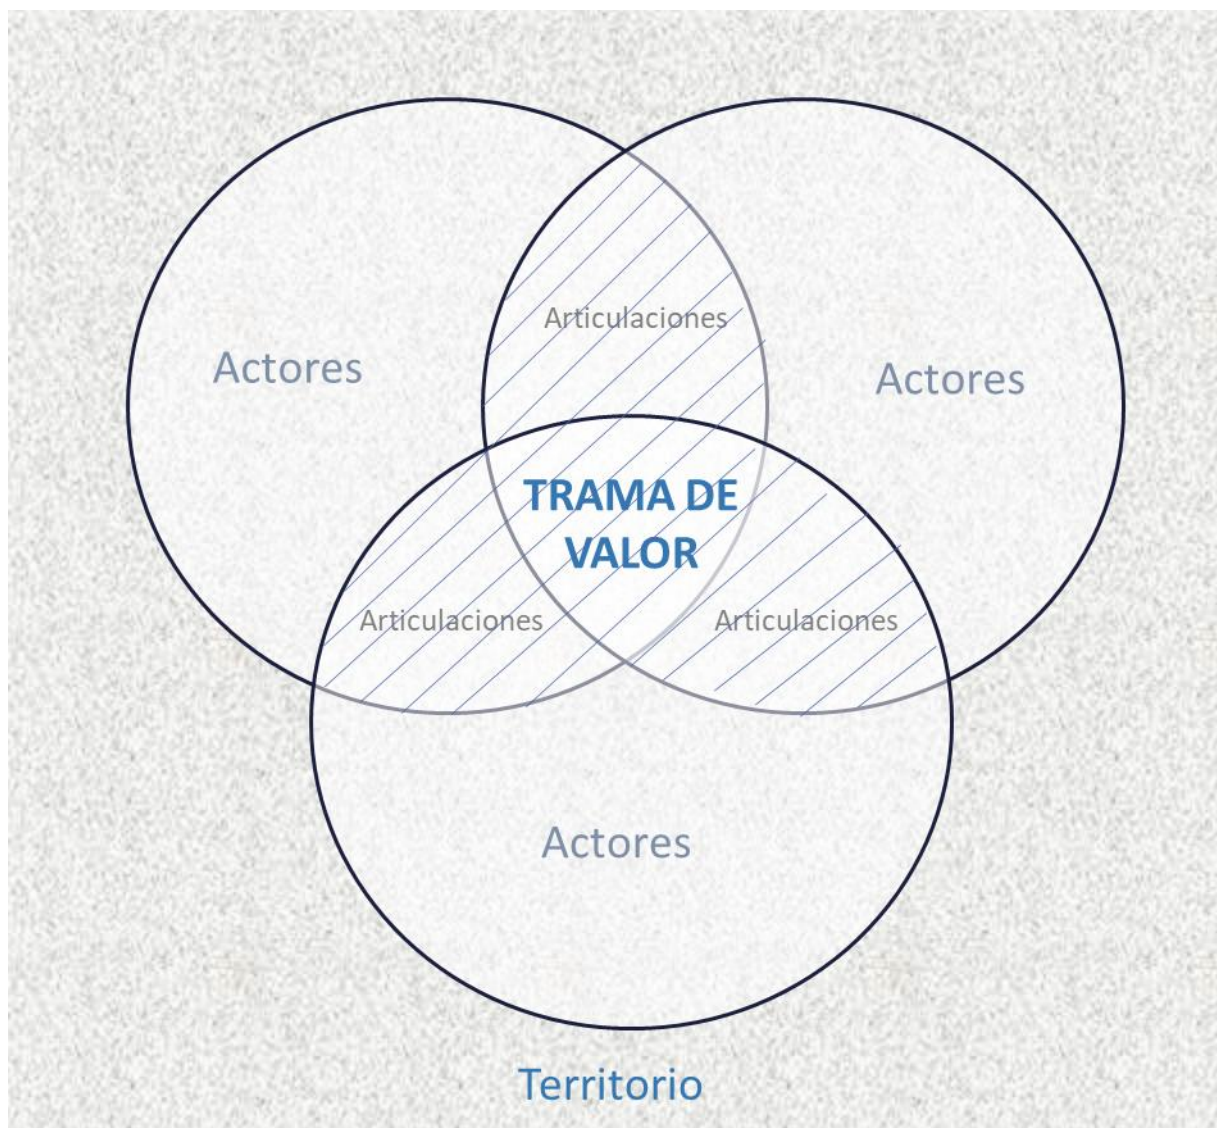 Articulaciones
Actores
Actores
TRAMA DE
VALOR
Articulaciones
Articulaciones
Actores
Territorio